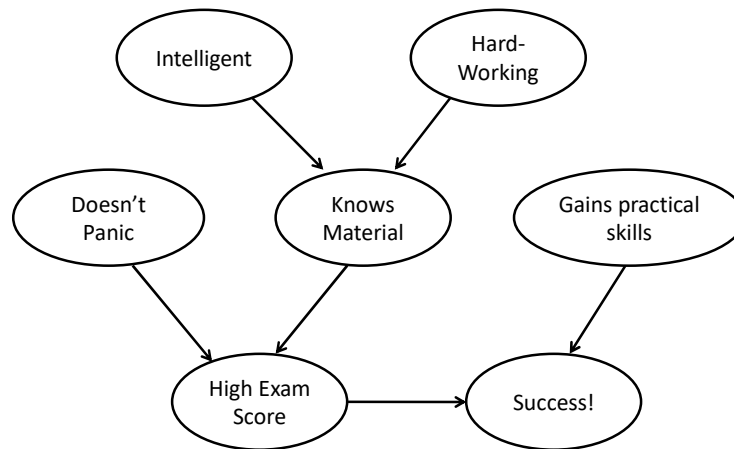 Intelligent
Hard-
Working
Doesn't
Panic
Knows
Material
Gains practical
skills
High Exam
Score
Success!